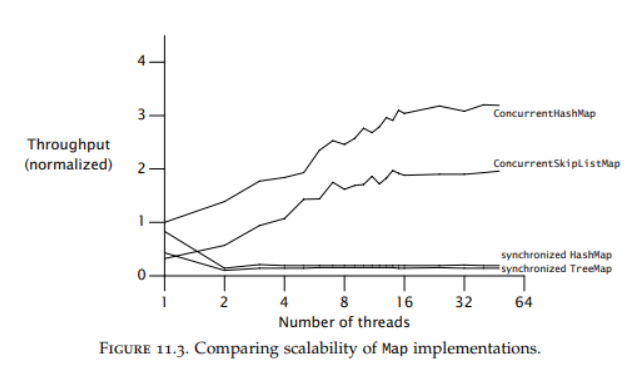 4
3
ConcurrentHashMap
Throughput
(normalized)
2
ConcurrentSkipListMap
1
synchronized HashMap
synchronized TreeMap
0
1 2 4 8 16 32 64
Number of threads
FIGURE 11.3. Comparing scalability of Map implementations.